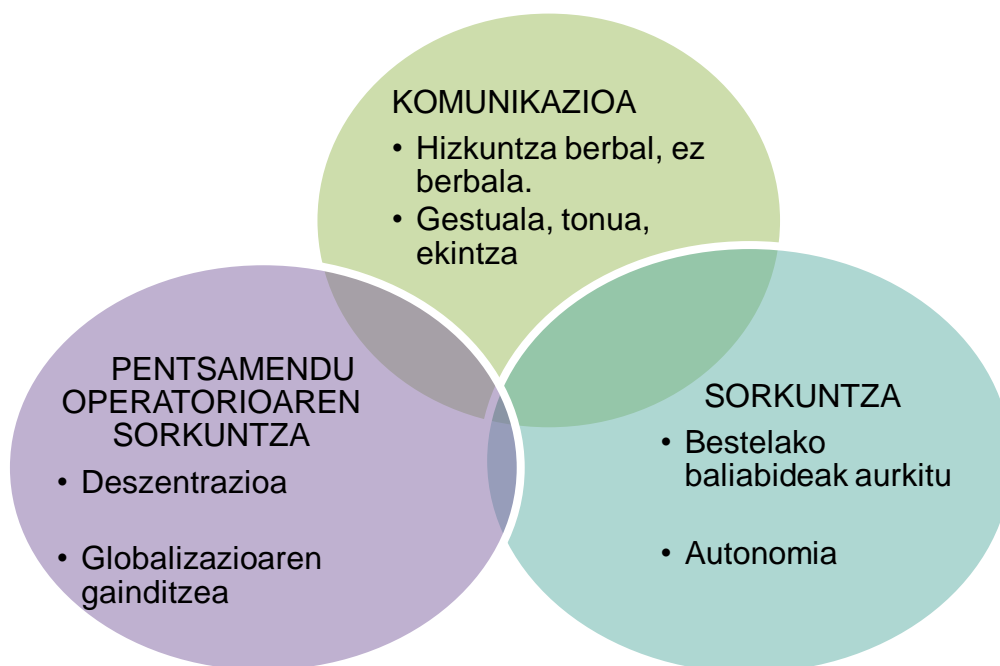 KOMUNIKAZIOA
• Hizkuntza berbal, ez
berbala.
• Gestuala, tonua,
ekintza
PENTSAMENDU
OPERATORIOAREN
SORKUNTZA
• Deszentrazioa
• Globalizazioaren
gainditzea
SORKUNTZA
• Bestelako
baliabideak aurkitu
• Autonomia